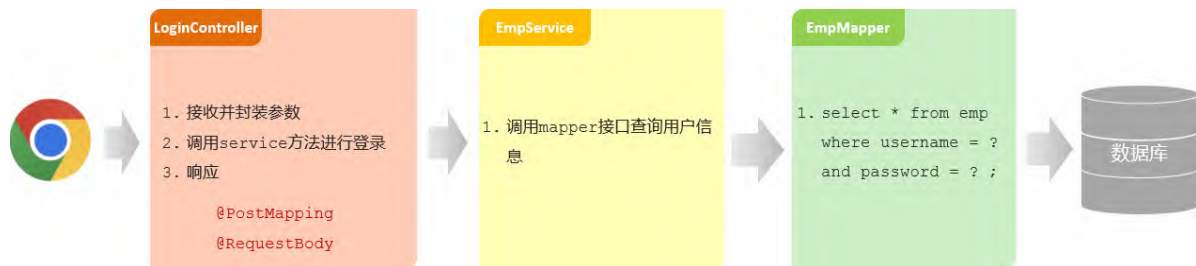 LoginController
1. 接收并封装参数
2. 调用service方法进行登录
3. 响应
@PostMapping
@RequestBody
EmpService
1. 调用mapper接口查询用户信
息
EmpMapper
1. select * from emp
where username = ?
and password = ? ;
数据库